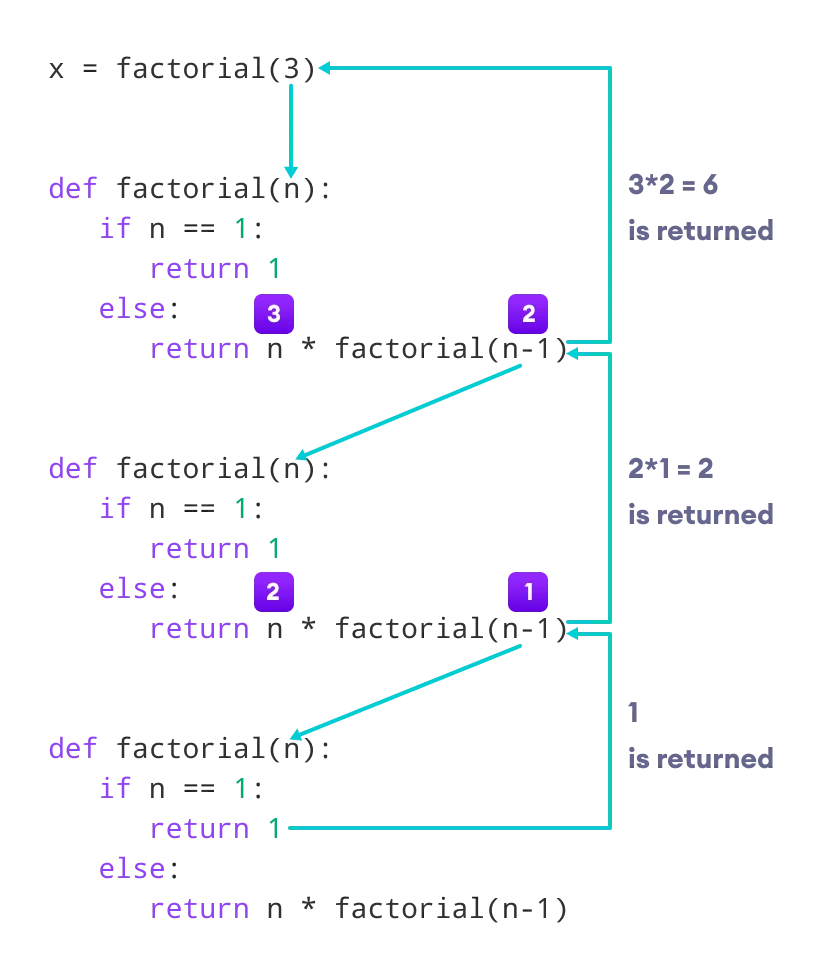 x = factorial(3)
def factorial(n):
   if n == 1:
      return 1
   else:
3 2
      return n * factorial(n-1)
3*2 = 6
is returned
def factorial(n):
   if n == 1:
      return 1
   else:
2 1
      return n * factorial(n-1)
2*1 = 2
is returned
def factorial(n):
   if n == 1:
      return 1
   else:
      return n * factorial(n-1)
1
is returned